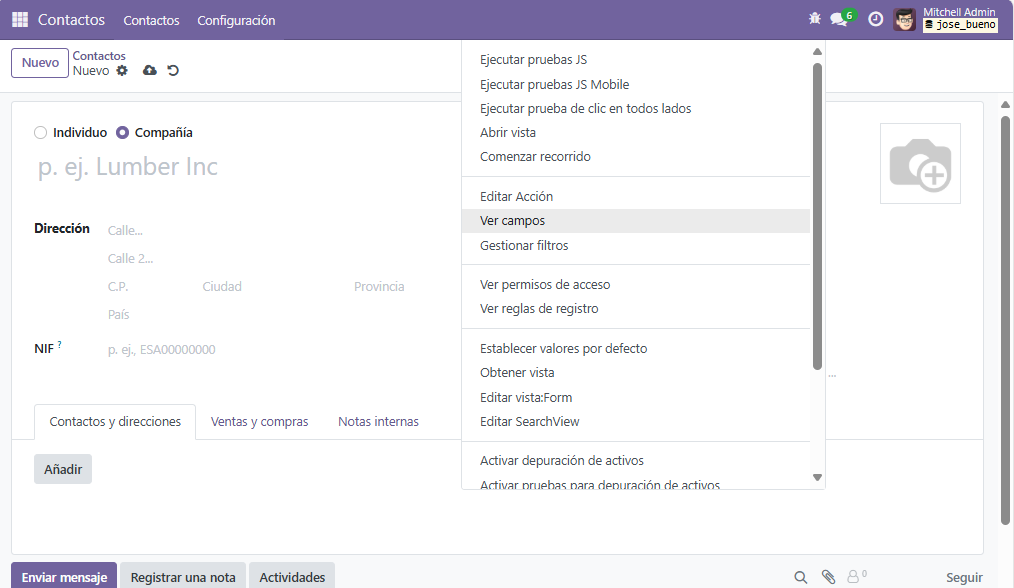 Contactos Contactos Configuración 6 Mitchell Admin
jose_bueno
Nuevo Contactos
Nuevo
Individuo Compañía
p. ej. Lumber Inc
Dirección Calle...
Calle 2...
C.P. Ciudad Provincia
País
NIF ? p. ej., ESA00000000
Contactos y direcciones Ventas y compras Notas internas
Añadir
Ejecutar pruebas JS
Ejecutar pruebas JS Mobile
Ejecutar prueba de clic en todos lados
Abrir vista
Comenzar recorrido
Editar Acción
Ver campos
Gestionar filtros
Ver permisos de acceso
Ver reglas de registro
Establecer valores por defecto
Obtener vista
Editar vista:Form
Editar SearchView
Activar depuración de activos
Activar pruebas para depuración de activos
...
Enviar mensaje Registrar una nota Actividades 0 Seguir